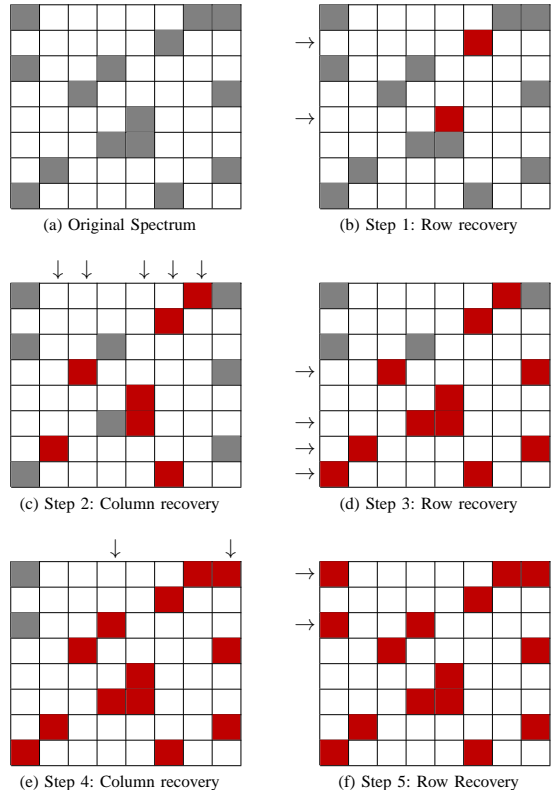 (a) Original Spectrum
(b) Step 1: Row recovery
(c) Step 2: Column recovery
(d) Step 3: Row recovery
(e) Step 4: Column recovery
(f) Step 5: Row Recovery